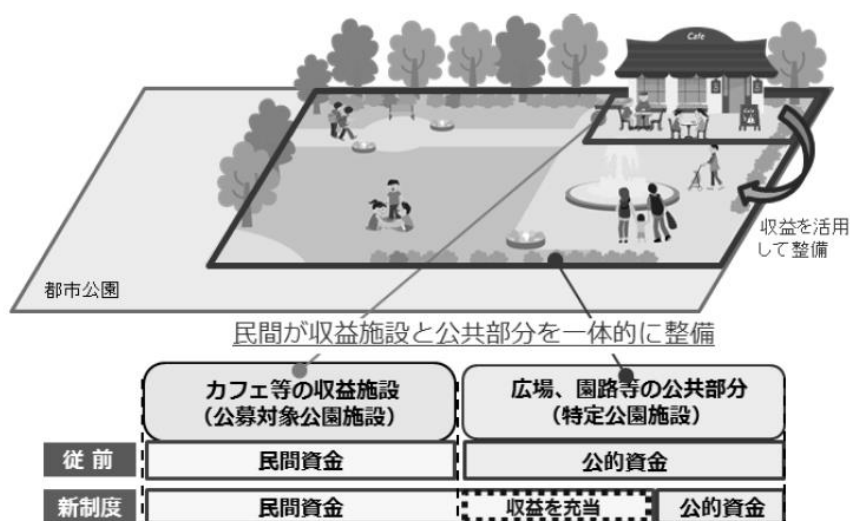 Cafe
収益を活用
して整備
都市公園
民間が収益施設と公共部分を一体的に整備
カフェ等の収益施設
（公募対象公園施設）
広場、園路等の公共部分
（特定公園施設）
従前
民間資金
公的資金
新制度
民間資金
収益を充当
公的資金